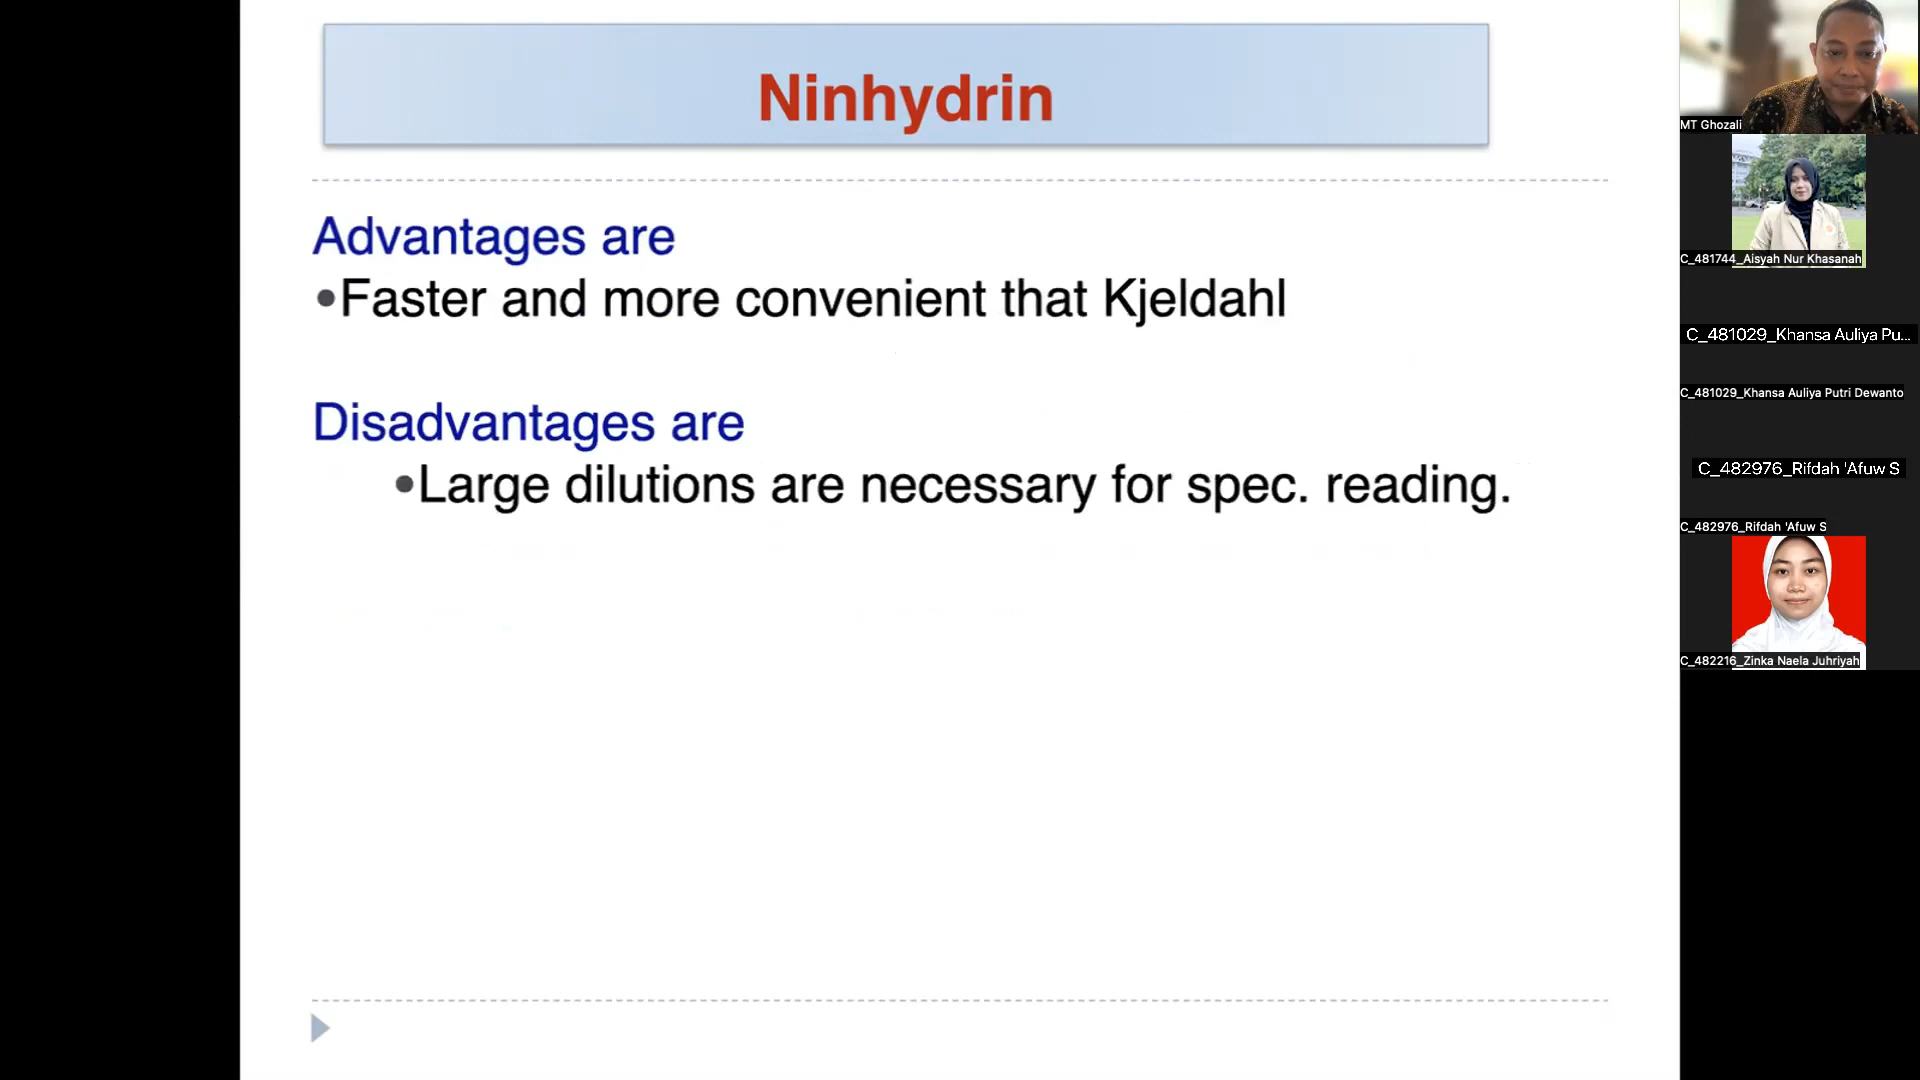 Ninhydrin
Advantages are
•Faster and more convenient that Kjeldahl
Disadvantages are
•Large dilutions are necessary for spec. reading.
MT Ghozali
C_481744_Aisyah Nur Khasanah
C_481029_Khansa Auliya Pu...
C_481029_Khansa Auliya Putri Dewanto
C_482976_Rifdah 'Afuw S
C_482976_Rifdah 'Afuw S
C_482216_Zinka Naela Juhriyah